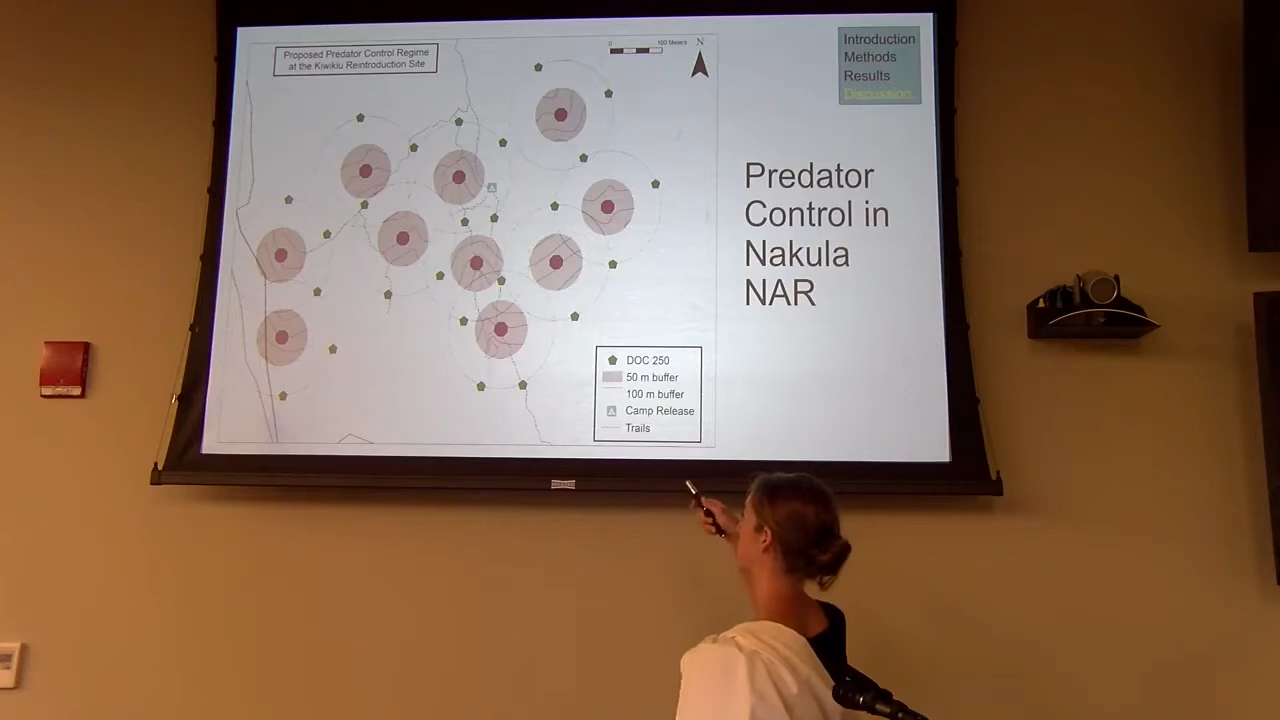 Proposed Predator Control Regime
at the Kiwikiu Reintroduction Site
0 100 Meters
N
Introduction
Methods
Results
Discussion
Predator
Control in
Nakula
NAR
DOC 250
50 m buffer
100 m buffer
Camp Release
Trails